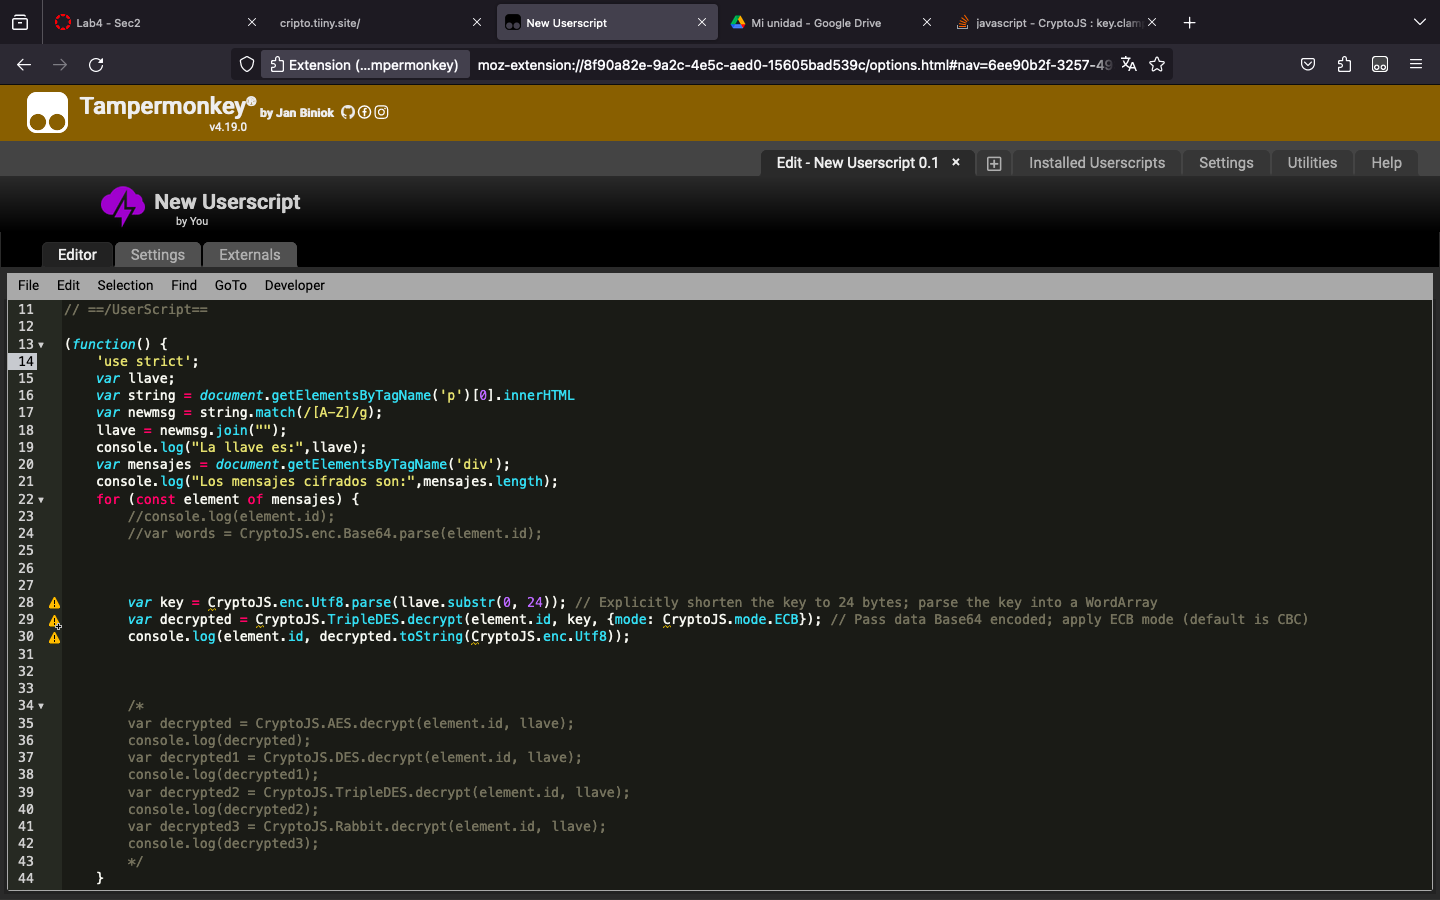 Lab4 - Sec2
cripto.tiiny.site/
New Userscript
Mi unidad - Google Drive
javascript - CryptoJS : key.clam
Extension (...mpermonkey)
moz-extension://8f90a82e-9a2c-4e5c-aed0-15605bad539c/options.html#nav=6ee90b2f-3257-49
Tampermonkey® by Jan Biniok
v4.19.0
Edit - New Userscript 0.1 ×
Installed Userscripts
Settings
Utilities
Help
New Userscript
by You
Editor
Settings
Externals
File Edit Selection Find GoTo Developer
11 // ==/UserScript==
12
13 (function() {
14 'use strict';
15 var llave;
16 var string = document.getElementsByTagName('p')[0].innerHTML
17 var newmsg = string.match(/[A-Z]/g);
18 llave = newmsg.join("");
19 console.log("La llave es:",llave);
20 var mensajes = document.getElementsByTagName('div');
21 console.log("Los mensajes cifrados son:",mensajes.length);
22 for (const element of mensajes) {
23 //console.log(element.id);
24 //var words = CryptoJS.enc.Base64.parse(element.id);
25
26
27
28 var key = CryptoJS.enc.Utf8.parse(llave.substr(0, 24)); // Explicitly shorten the key to 24 bytes; parse the key into a WordArray
29 var decrypted = CryptoJS.TripleDES.decrypt(element.id, key, {mode: CryptoJS.mode.ECB}); // Pass data Base64 encoded; apply ECB mode (default is CBC)
30 console.log(element.id, decrypted.toString(CryptoJS.enc.Utf8));
31
32
33
34 /*
35 var decrypted = CryptoJS.AES.decrypt(element.id, llave);
36 console.log(decrypted);
37 var decrypted1 = CryptoJS.DES.decrypt(element.id, llave);
38 console.log(decrypted1);
39 var decrypted2 = CryptoJS.TripleDES.decrypt(element.id, llave);
40 console.log(decrypted2);
41 var decrypted3 = CryptoJS.Rabbit.decrypt(element.id, llave);
42 console.log(decrypted3);
43 */
44 }